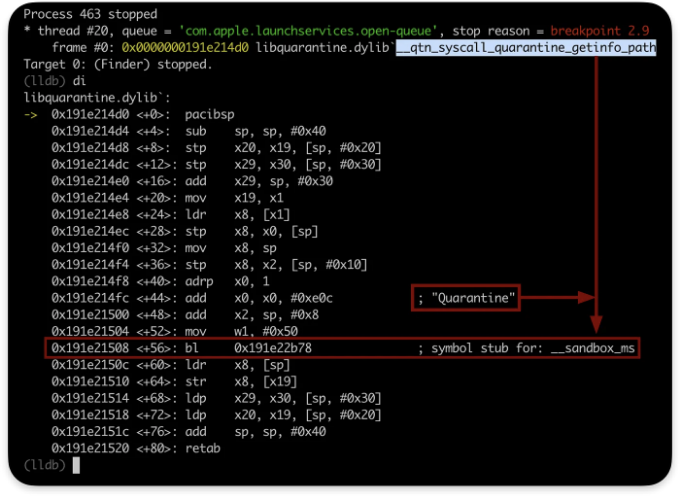 Process 463 stopped
* thread #20, queue = 'com.apple.launchservices.open-queue', stop reason = breakpoint 2.9
frame #0: 0x0000000191e214d0 libquarantine.dylib`__qtn_syscall_quarantine_getinfo_path
Target 0: (Finder) stopped.
(lldb) di
libquarantine.dylib`:
-> 0x191e214d0 <+0>: pacibsp
0x191e214d4 <+4>: sub sp, sp, #0x40
0x191e214d8 <+8>: stp x20, x19, [sp, #0x20]
0x191e214dc <+12>: stp x29, x30, [sp, #0x30]
0x191e214e0 <+16>: add x29, sp, #0x30
0x191e214e4 <+20>: mov x19, x1
0x191e214e8 <+24>: ldr x8, [x1]
0x191e214ec <+28>: stp x8, x0, [sp]
0x191e214f0 <+32>: mov x8, sp
0x191e214f4 <+36>: stp x8, x2, [sp, #0x10]
0x191e214f8 <+40>: adrp x0, 1
0x191e214fc <+44>: add x0, x0, #0xe0c ; "Quarantine"
0x191e21500 <+48>: add x2, sp, #0x8
0x191e21504 <+52>: mov w1, #0x50
0x191e21508 <+56>: bl 0x191e22b78 ; symbol stub for: __sandbox_ms
0x191e2150c <+60>: ldr x8, [sp]
0x191e21510 <+64>: str x8, [x19]
0x191e21514 <+68>: ldp x29, x30, [sp, #0x30]
0x191e21518 <+72>: ldp x20, x19, [sp, #0x20]
0x191e2151c <+76>: add sp, sp, #0x40
0x191e21520 <+80>: retab
(lldb)